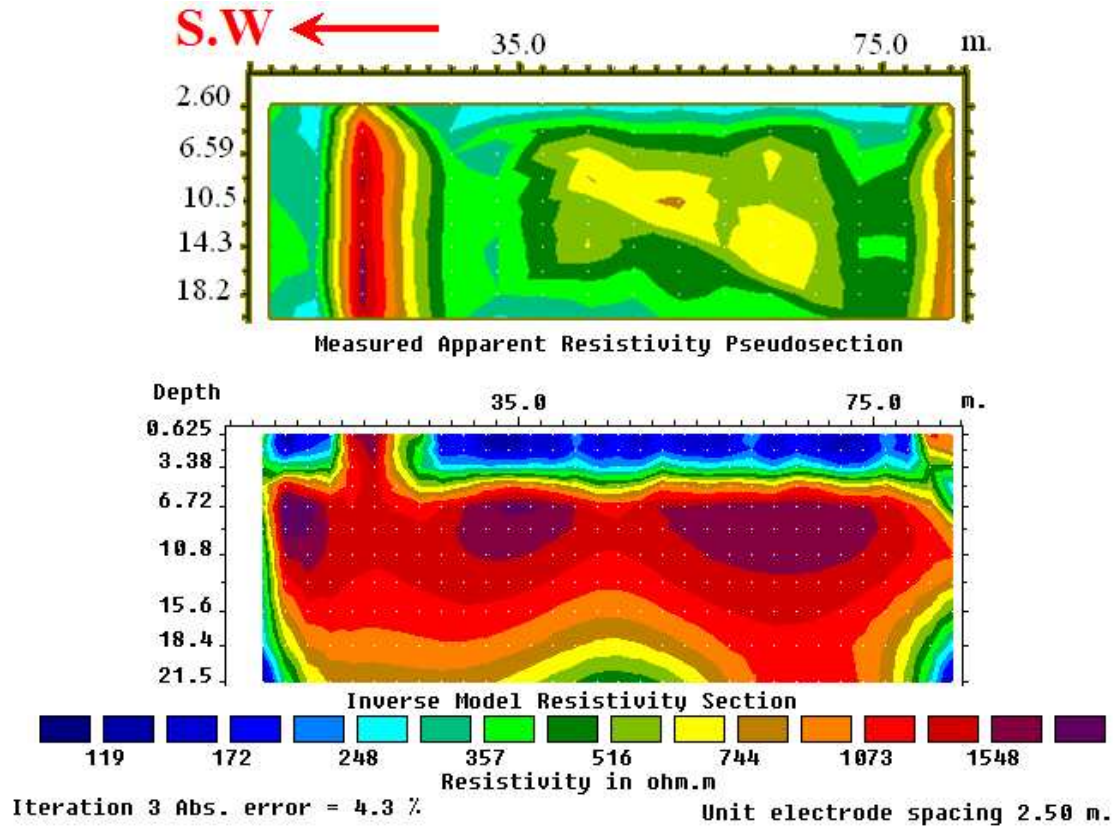 S.W
35.0 75.0 m.
2.60
6.59
10.5
14.3
18.2
Measured Apparent Resistivity Pseudosection
Depth 35.0 75.0 m.
0.625
3.38
6.72
10.8
15.6
18.4
21.5
Inverse Model Resistivity Section
119 172 248 357 516 744 1073 1548
Resistivity in ohm.m
Iteration 3 Abs. error = 4.3 % Unit electrode spacing 2.50 m.